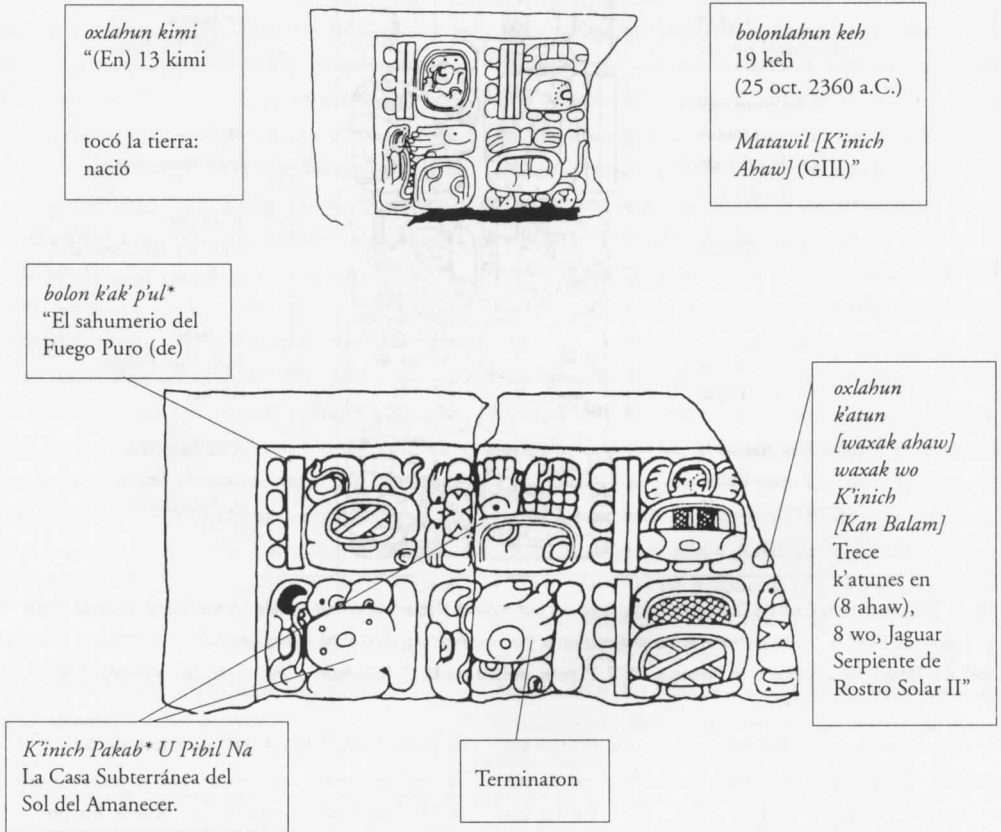 oxlahun kimi
“(En) 13 kimi
tocó la tierra:
nació
bolonlahun keh
19 keh
(25 oct. 2360 a.C.)
Matawil [K’inich
Ahaw] (GIII)”
bolon k’ak’ p’ul*
“El sahumerio del
Fuego Puro (de)
oxlahun
k’atun
[waxak ahaw]
waxak wo
K’inich
[Kan Balam]
Trece
k’atunes en
(8 ahaw),
8 wo, Jaguar
Serpiente de
Rostro Solar II”
K’inich Pakab* U Pibil Na
La Casa Subterránea del
Sol del Amanecer.
Terminaron